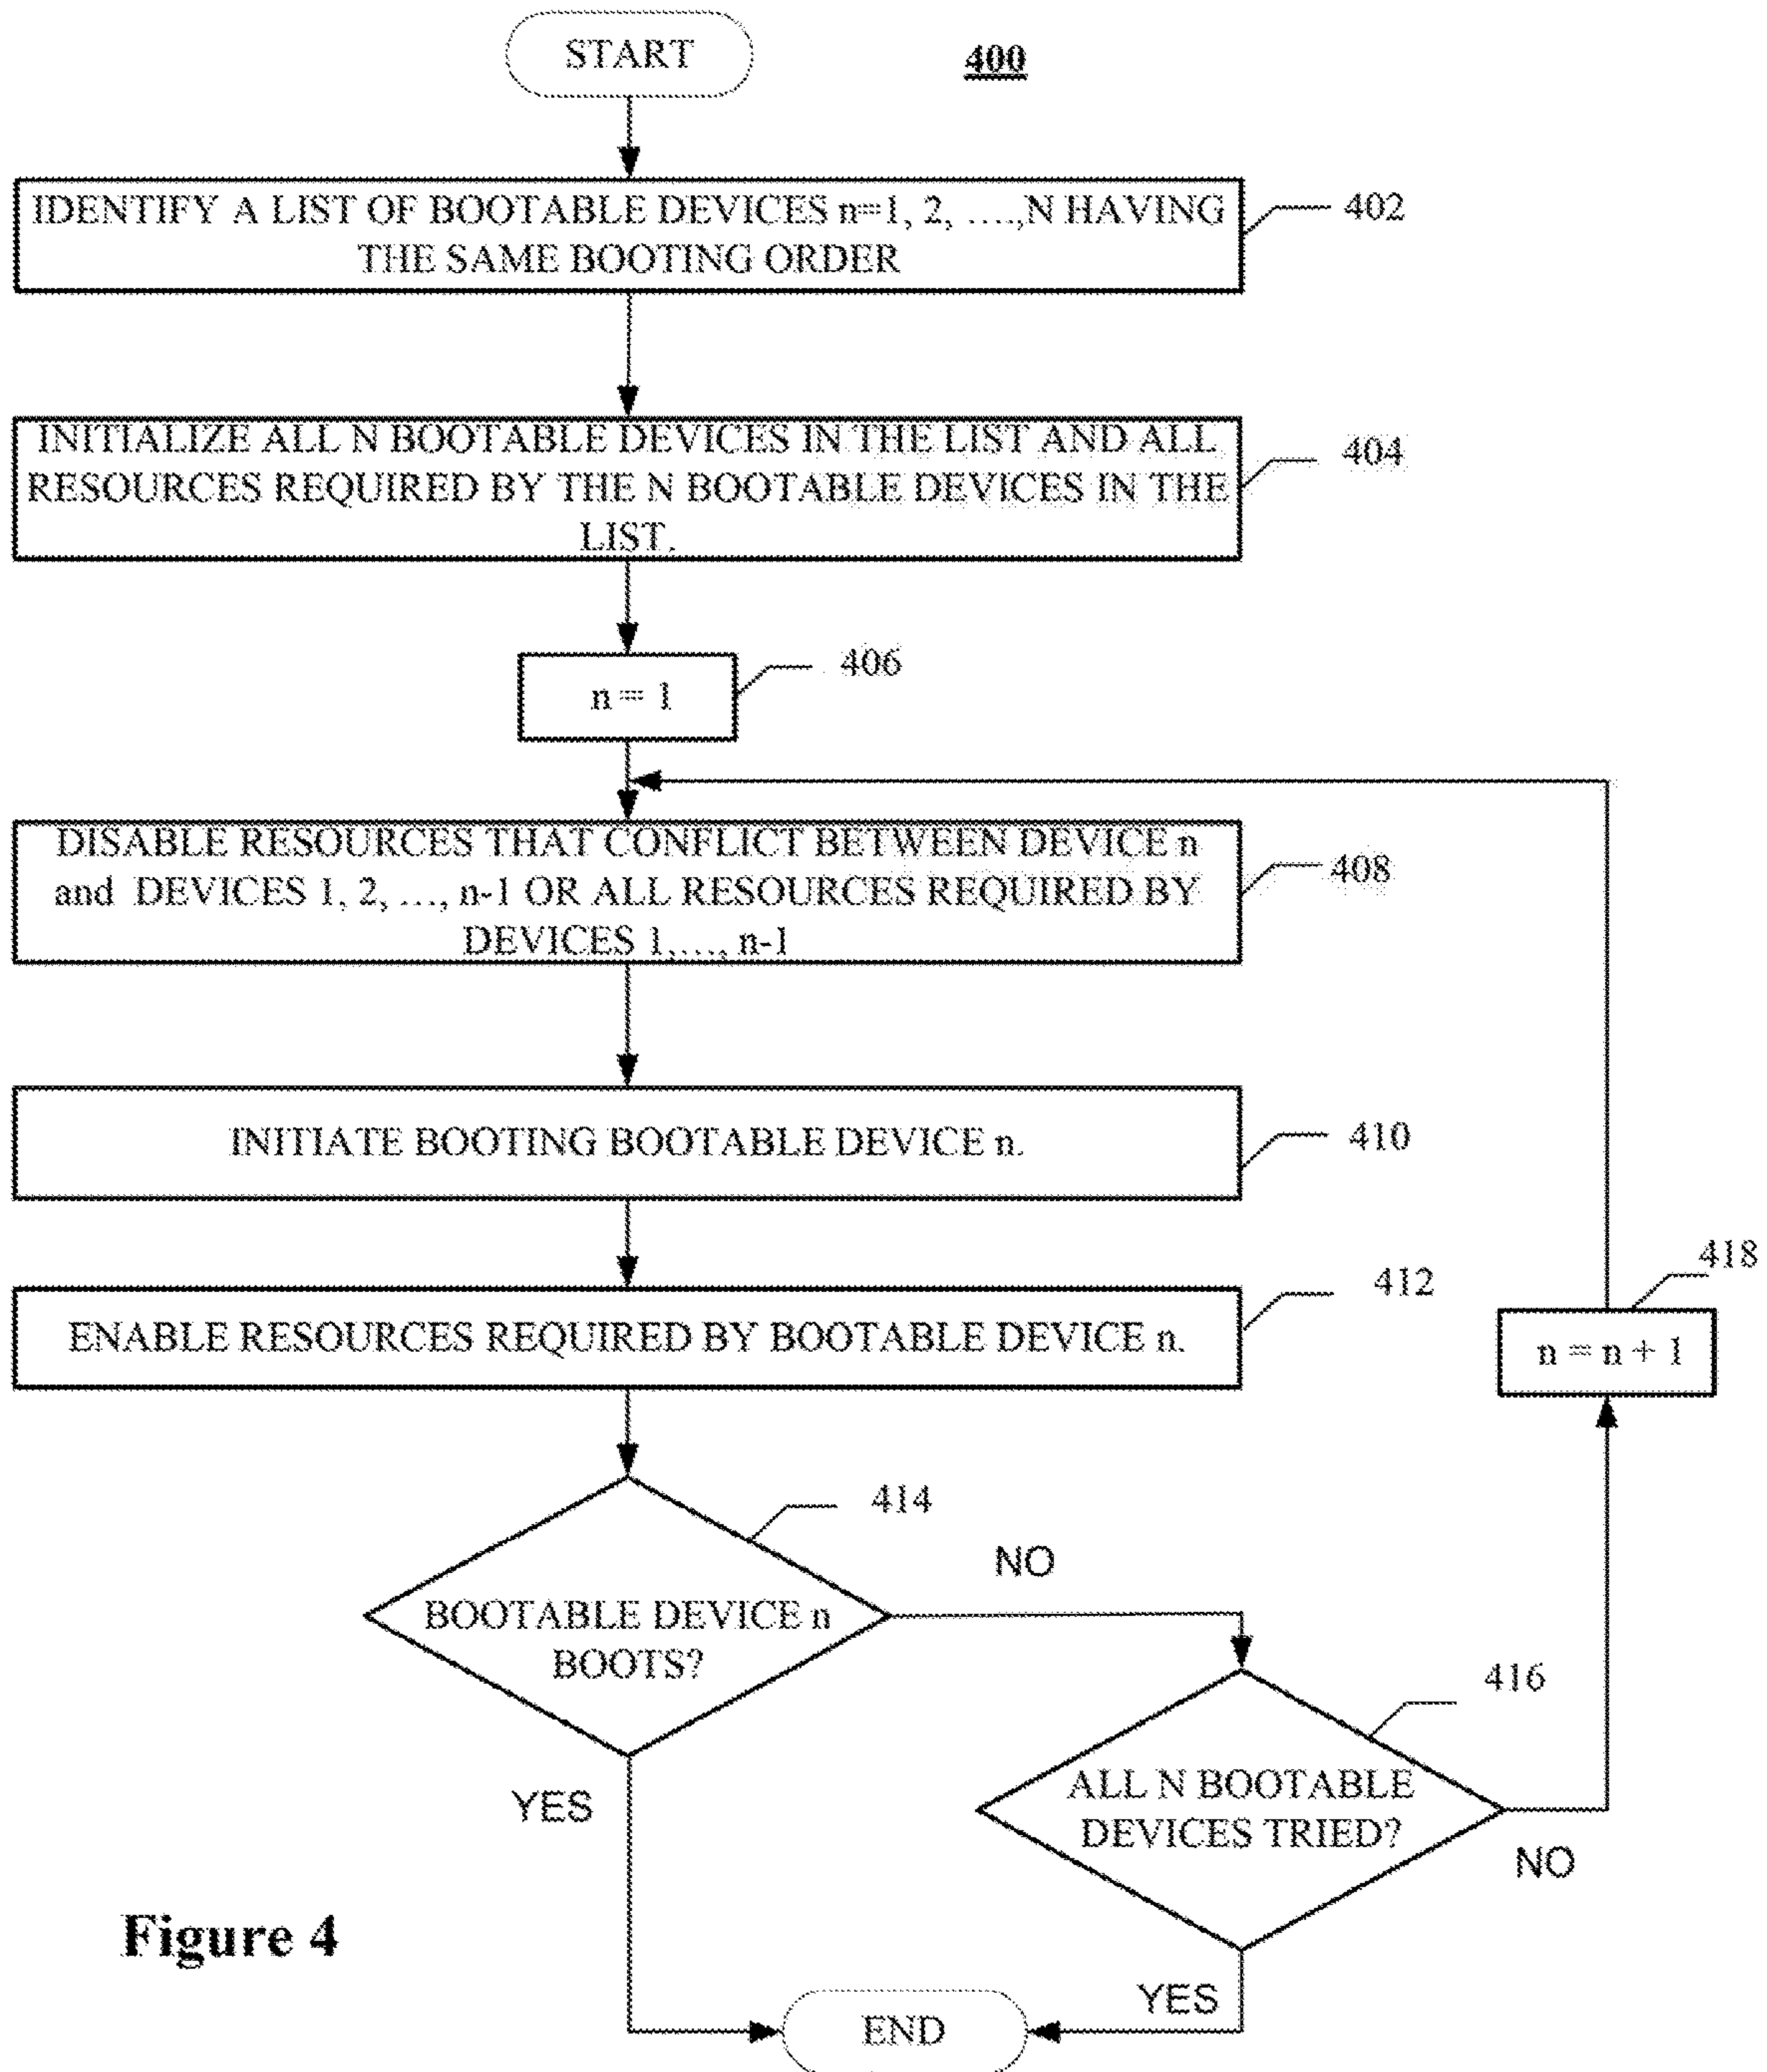 START
400
IDENTIFY A LIST OF BOOTABLE DEVICES n=1, 2, ....,N HAVING
THE SAME BOOTING ORDER
402
INITIALIZE ALL N BOOTABLE DEVICES IN THE LIST AND ALL
RESOURCES REQUIRED BY THE N BOOTABLE DEVICES IN THE
LIST.
404
n = 1
406
DISABLE RESOURCES THAT CONFLICT BETWEEN DEVICE n
and DEVICES 1, 2, ..., n-1 OR ALL RESOURCES REQUIRED BY
DEVICES 1,..., n-1
408
INITIATE BOOTING BOOTABLE DEVICE n.
410
ENABLE RESOURCES REQUIRED BY BOOTABLE DEVICE n.
412
418
n = n + 1
414
BOOTABLE DEVICE n
BOOTS?
NO
YES
416
ALL N BOOTABLE
DEVICES TRIED?
NO
YES
END
Figure 4